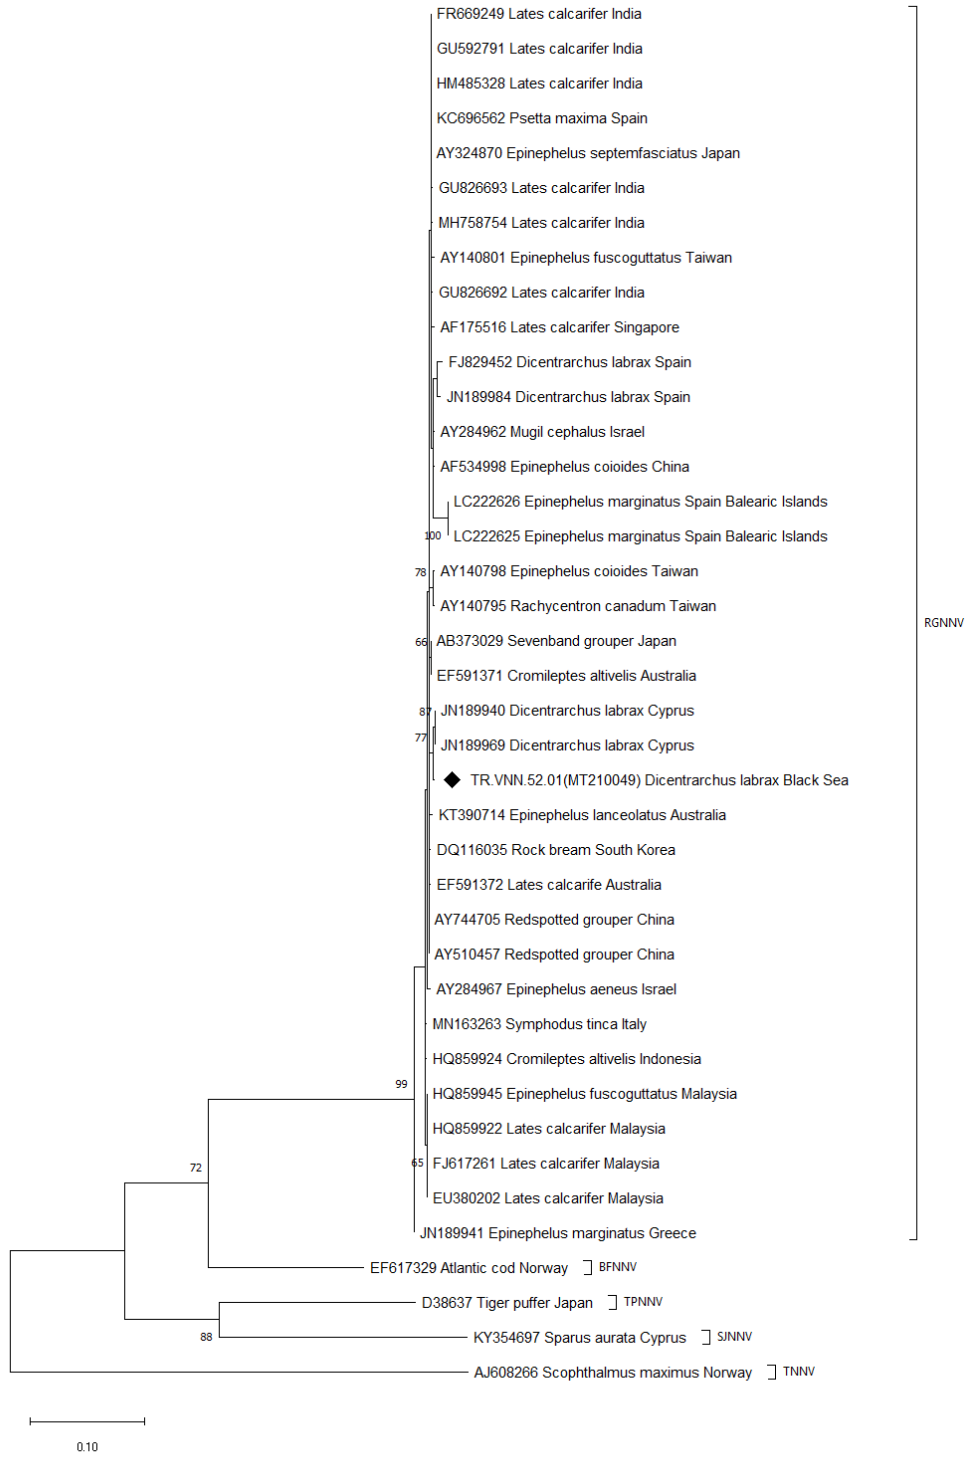 FR669249 Lates calcarifer India
GU592791 Lates calcarifer India
HM485328 Lates calcarifer India
KC696562 Psetta maxima Spain
AY324870 Epinephelus septemfasciatus Japan
GU826693 Lates calcarifer India
MH758754 Lates calcarifer India
AY140801 Epinephelus fuscoguttatus Taiwan
GU826692 Lates calcarifer India
AF175516 Lates calcarifer Singapore
FJ829452 Dicentrarchus labrax Spain
JN189984 Dicentrarchus labrax Spain
AY284962 Mugil cephalus Israel
AF534998 Epinephelus coioides China
LC222626 Epinephelus marginatus Spain Balearic Islands
100 LC222625 Epinephelus marginatus Spain Balearic Islands
78 AY140798 Epinephelus coioides Taiwan
AY140795 Rachycentron canadum Taiwan
RGNNV
66 AB373029 Sevenband grouper Japan
EF591371 Cromileptes altivelis Australia
87 JN189940 Dicentrarchus labrax Cyprus
77 JN189969 Dicentrarchus labrax Cyprus
TR.VNN.52.01(MT210049) Dicentrarchus labrax Black Sea
KT390714 Epinephelus lanceolatus Australia
DQ116035 Rock bream South Korea
EF591372 Lates calcarife Australia
AY744705 Redspotted grouper China
AY510457 Redspotted grouper China
AY284967 Epinephelus aeneus Israel
MN163263 Symphodus tinca Italy
HQ859924 Cromileptes altivelis Indonesia
99 HQ859945 Epinephelus fuscoguttatus Malaysia
HQ859922 Lates calcarifer Malaysia
65 FJ617261 Lates calcarifer Malaysia
72
EU380202 Lates calcarifer Malaysia
JN189941 Epinephelus marginatus Greece
EF617329 Atlantic cod Norway BFNNV
D38637 Tiger puffer Japan TPNNV
88 KY354697 Sparus aurata Cyprus SJNNV
AJ608266 Scophthalmus maximus Norway TNNV
0.10